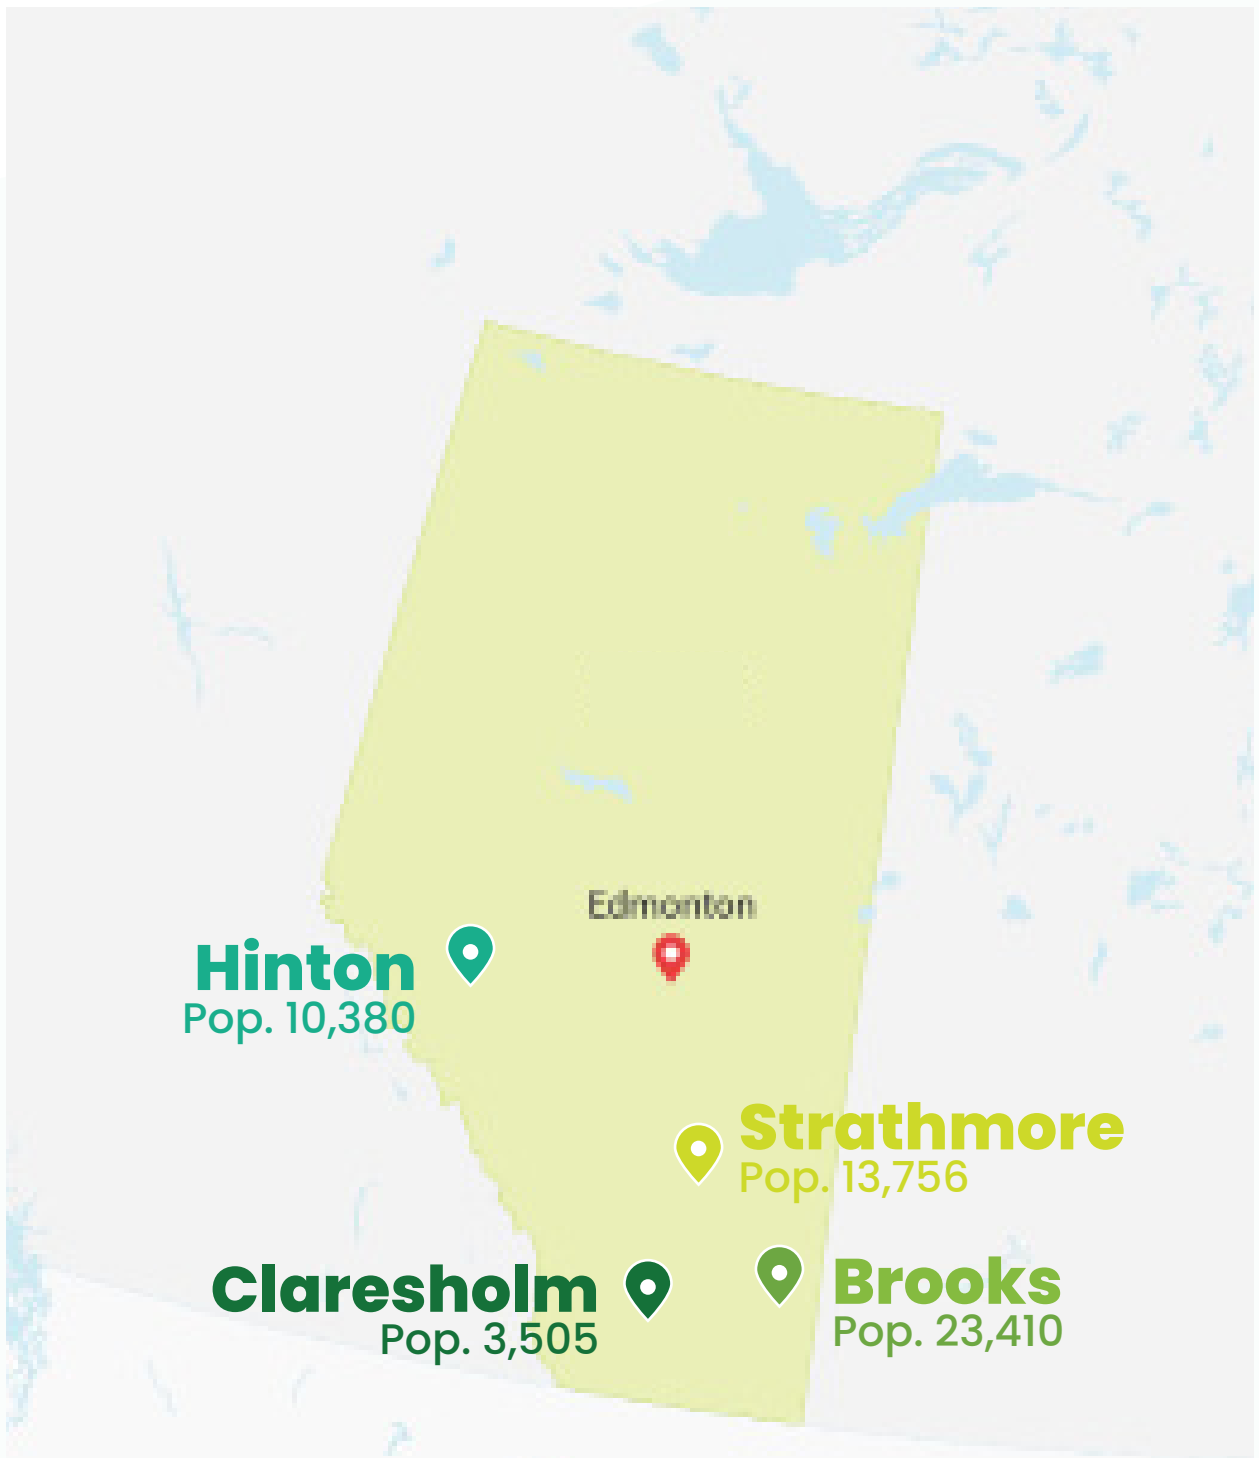 Edmonton
Hinton
Pop. 10,380
Strathmore
Pop. 13,756
Claresholm
Pop. 3,505
Brooks
Pop. 23,410